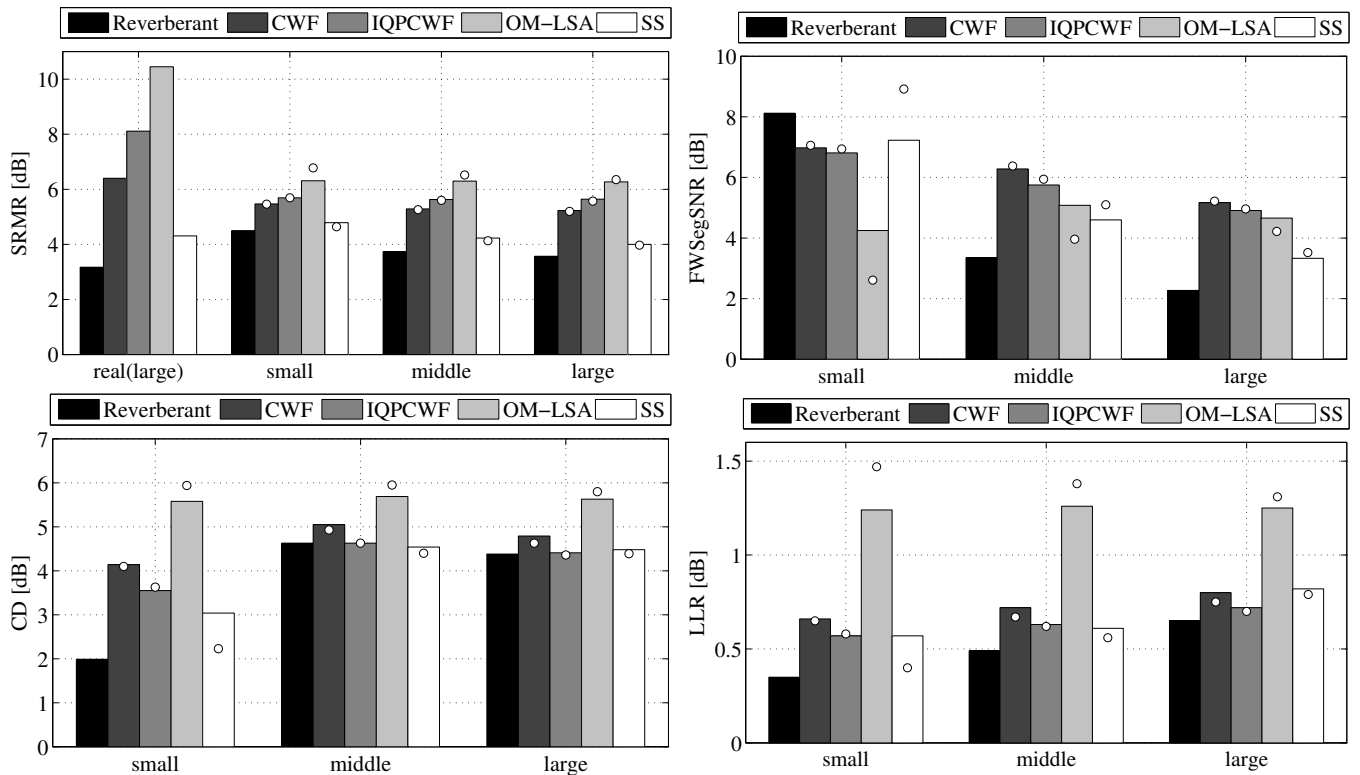 Reverberant CWF IQPCWF OM−LSA SS
SRMR [dB]
10
8
6
4
2
0
real(large) small middle large
Reverberant CWF IQPCWF OM−LSA SS
FWSegSNR [dB]
10
8
6
4
2
0
small middle large
Reverberant CWF IQPCWF OM−LSA SS
CD [dB]
7
6
5
4
3
2
1
0
small middle large
Reverberant CWF IQPCWF OM−LSA SS
LLR [dB]
1.5
1
0.5
0
small middle large